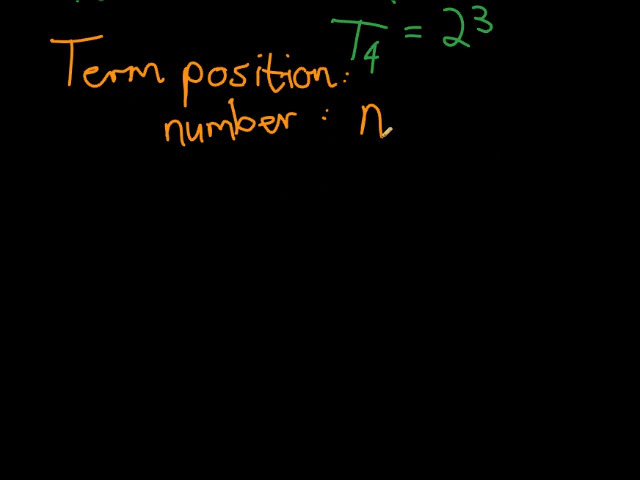 T₄ = 2³
Term position:
number : n